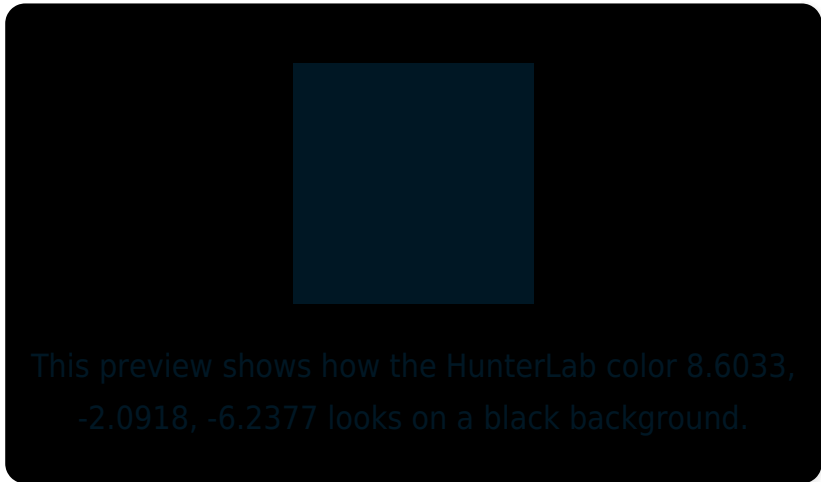 This preview shows how the HunterLab color 8.6033,
-2.0918, -6.2377 looks on a black background.